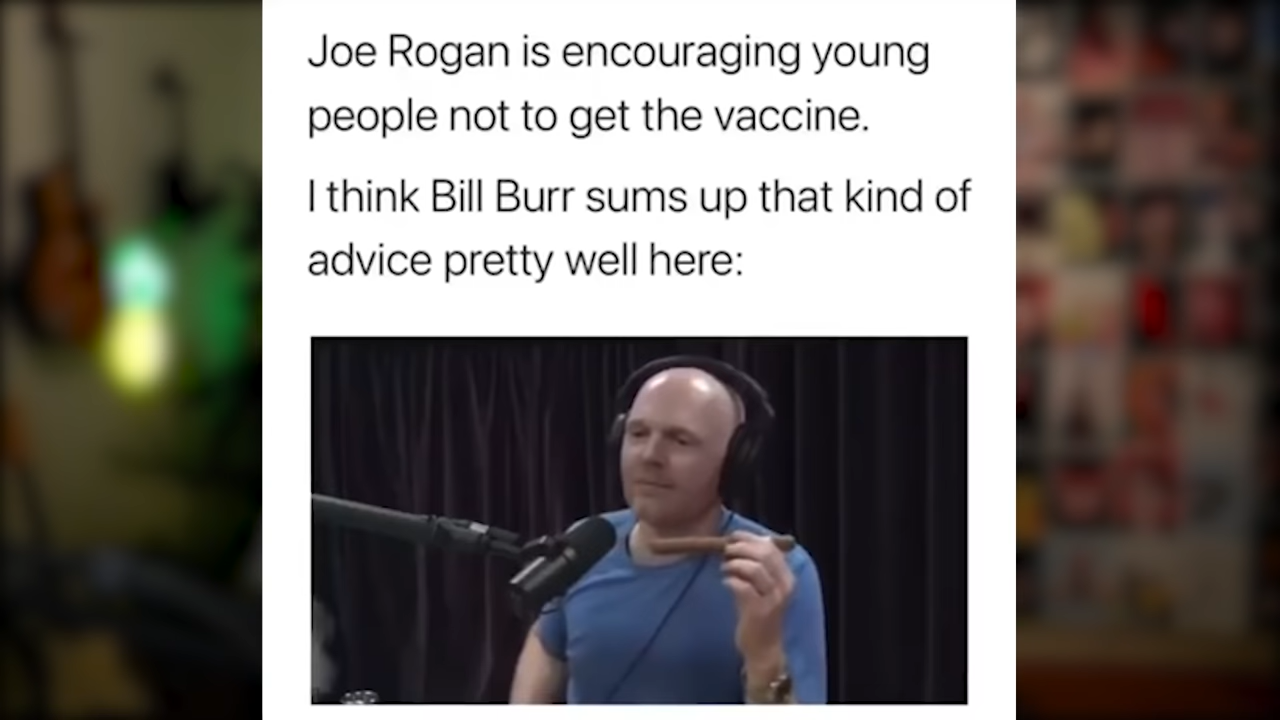 Joe Rogan is encouraging young
people not to get the vaccine.
I think Bill Burr sums up that kind of
advice pretty well here: